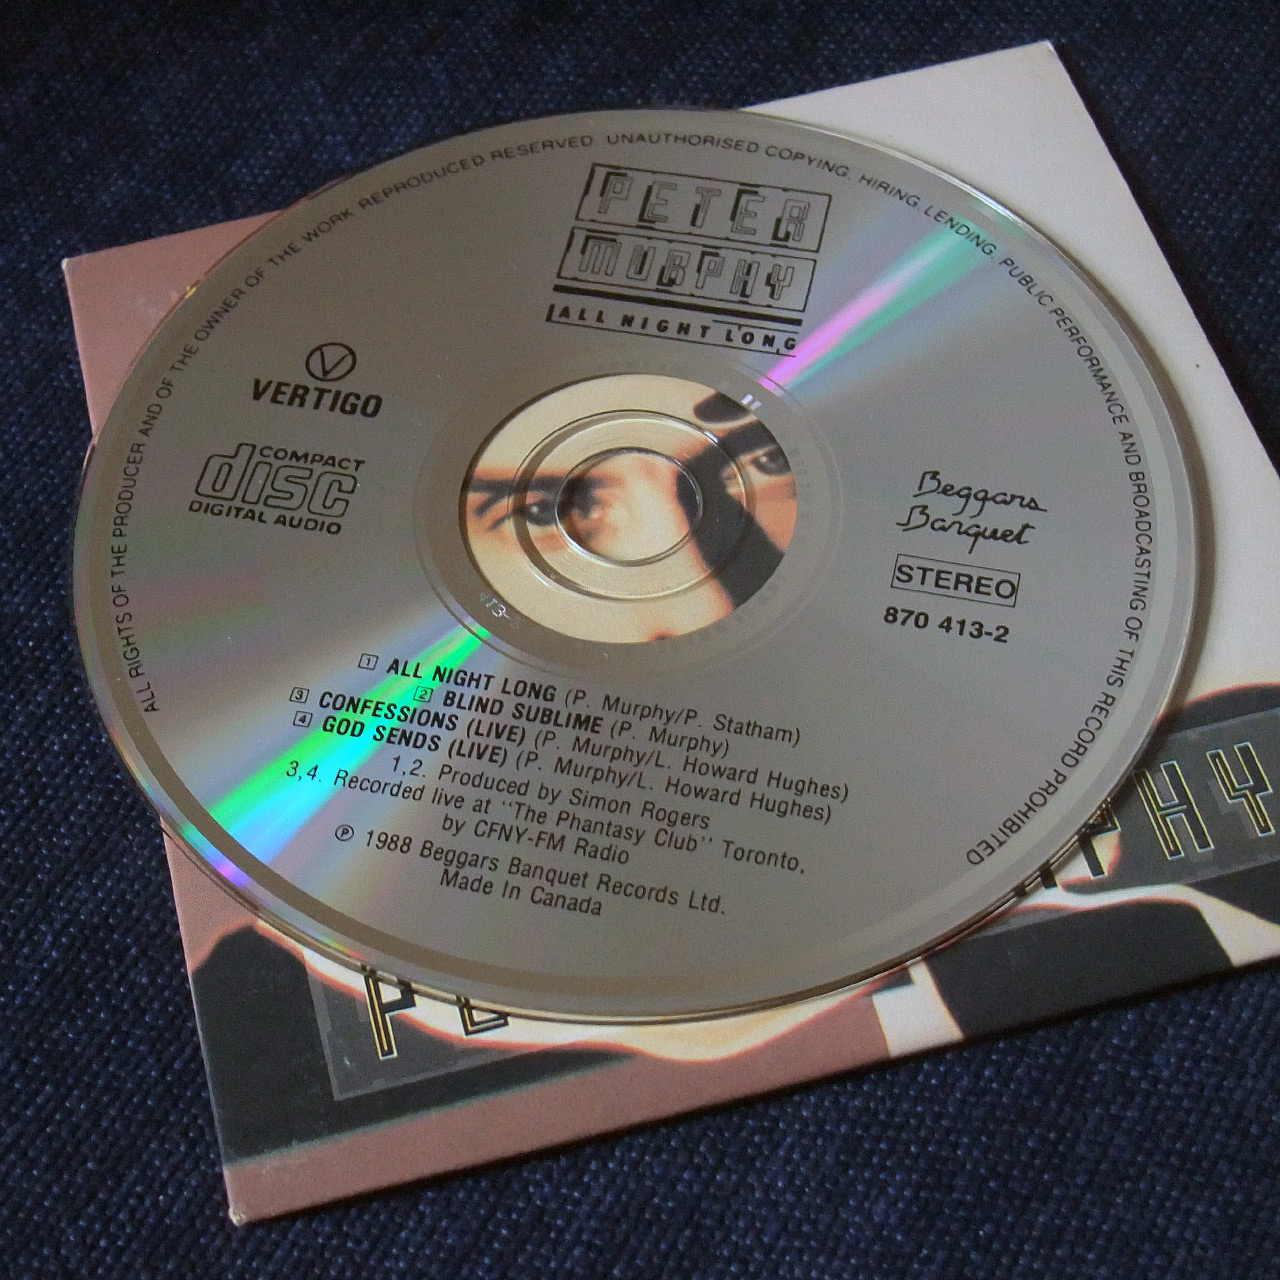 ALL RIGHTS OF THE PRODUCER AND OF THE OWNER OF THE WORK REPRODUCED RESERVED. UNAUTHORISED COPYING, HIRING, LENDING, PUBLIC PERFORMANCE AND BROADCASTING OF THIS RECORD PROHIBITED
PETER
MURPHY
ALL NIGHT LONG
V
VERTIGO
COMPACT
disc
DIGITAL AUDIO
Beggars
Banquet
STEREO
870 413-2
1 ALL NIGHT LONG (P. Murphy/P. Statham)
2 BLIND SUBLIME (P. Murphy)
3 CONFESSIONS (LIVE) (P. Murphy/L. Howard Hughes)
4 GOD SENDS (LIVE) (P. Murphy/L. Howard Hughes)
1,2. Produced by Simon Rogers
3,4. Recorded live at "The Phantasy Club" Toronto,
by CFNY-FM Radio
℗ 1988 Beggars Banquet Records Ltd.
Made In Canada
PE
PHY